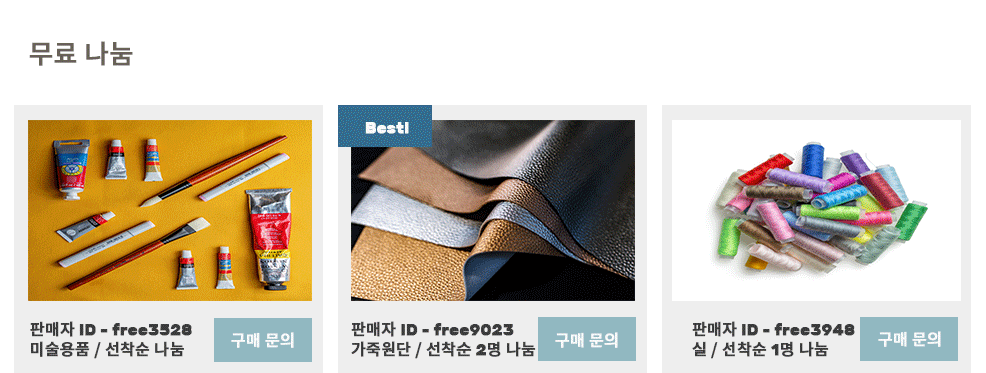 무료 나눔
Best!
판매자 ID - free3528
미술용품 / 선착순 나눔
구매 문의
판매자 ID - free9023
가죽원단 / 선착순 2명 나눔
구매 문의
판매자 ID - free3948
실 / 선착순 1명 나눔
구매 문의